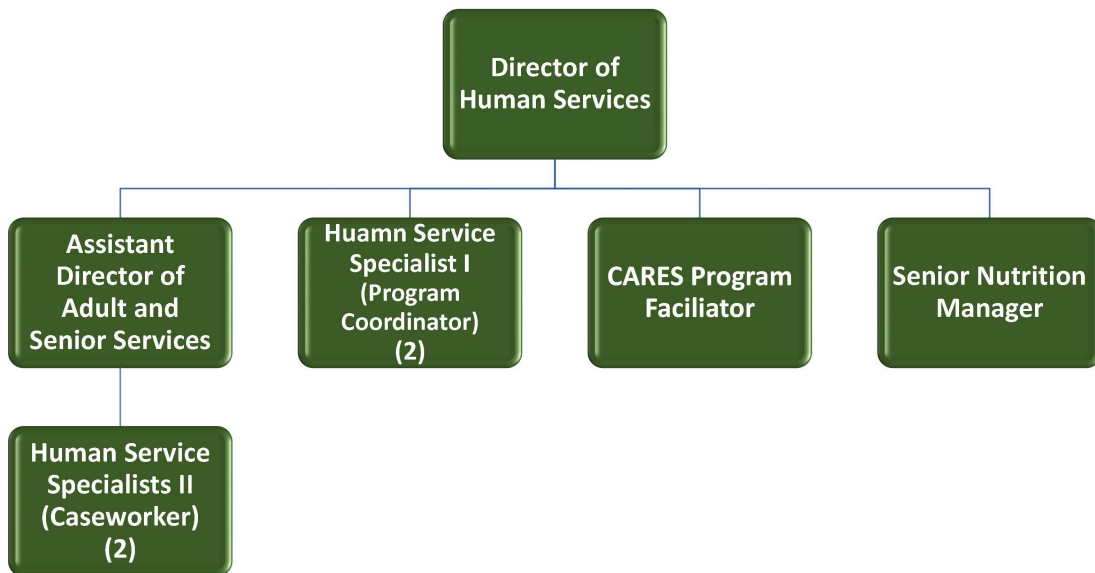 Director of
Human Services
Assistant
Director of
Adult and
Senior Services
Huamn Service
Specialist I
(Program
Coordinator)
(2)
CARES Program
Faciliator
Senior Nutrition
Manager
Human Service
Specialists II
(Caseworker)
(2)